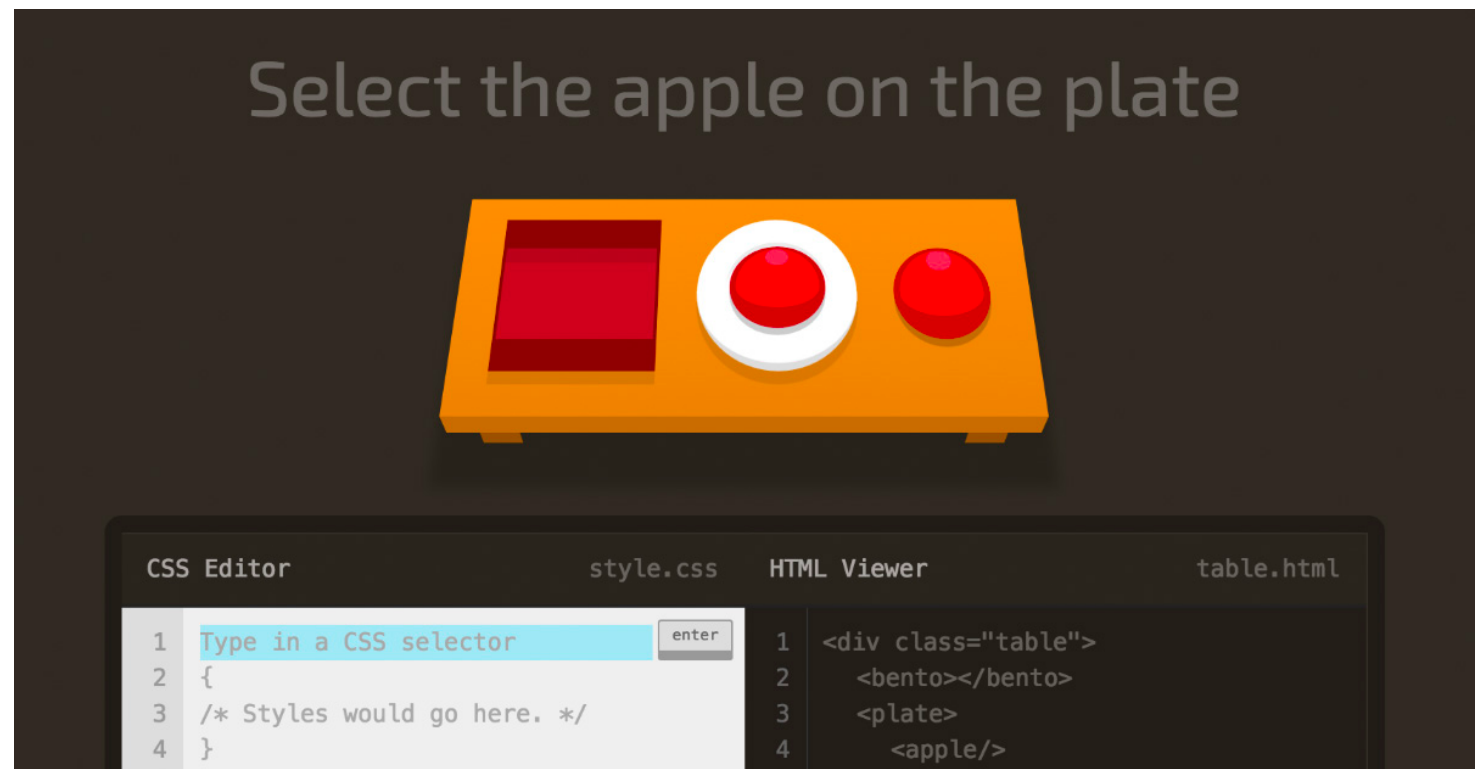 Select the apple on the plate
CSS Editor style.css
1 Type in a CSS selector enter
2 {
3 /* Styles would go here. */
4 }
HTML Viewer table.html
1 <div class="table">
2 <bento></bento>
3 <plate>
4 <apple/>